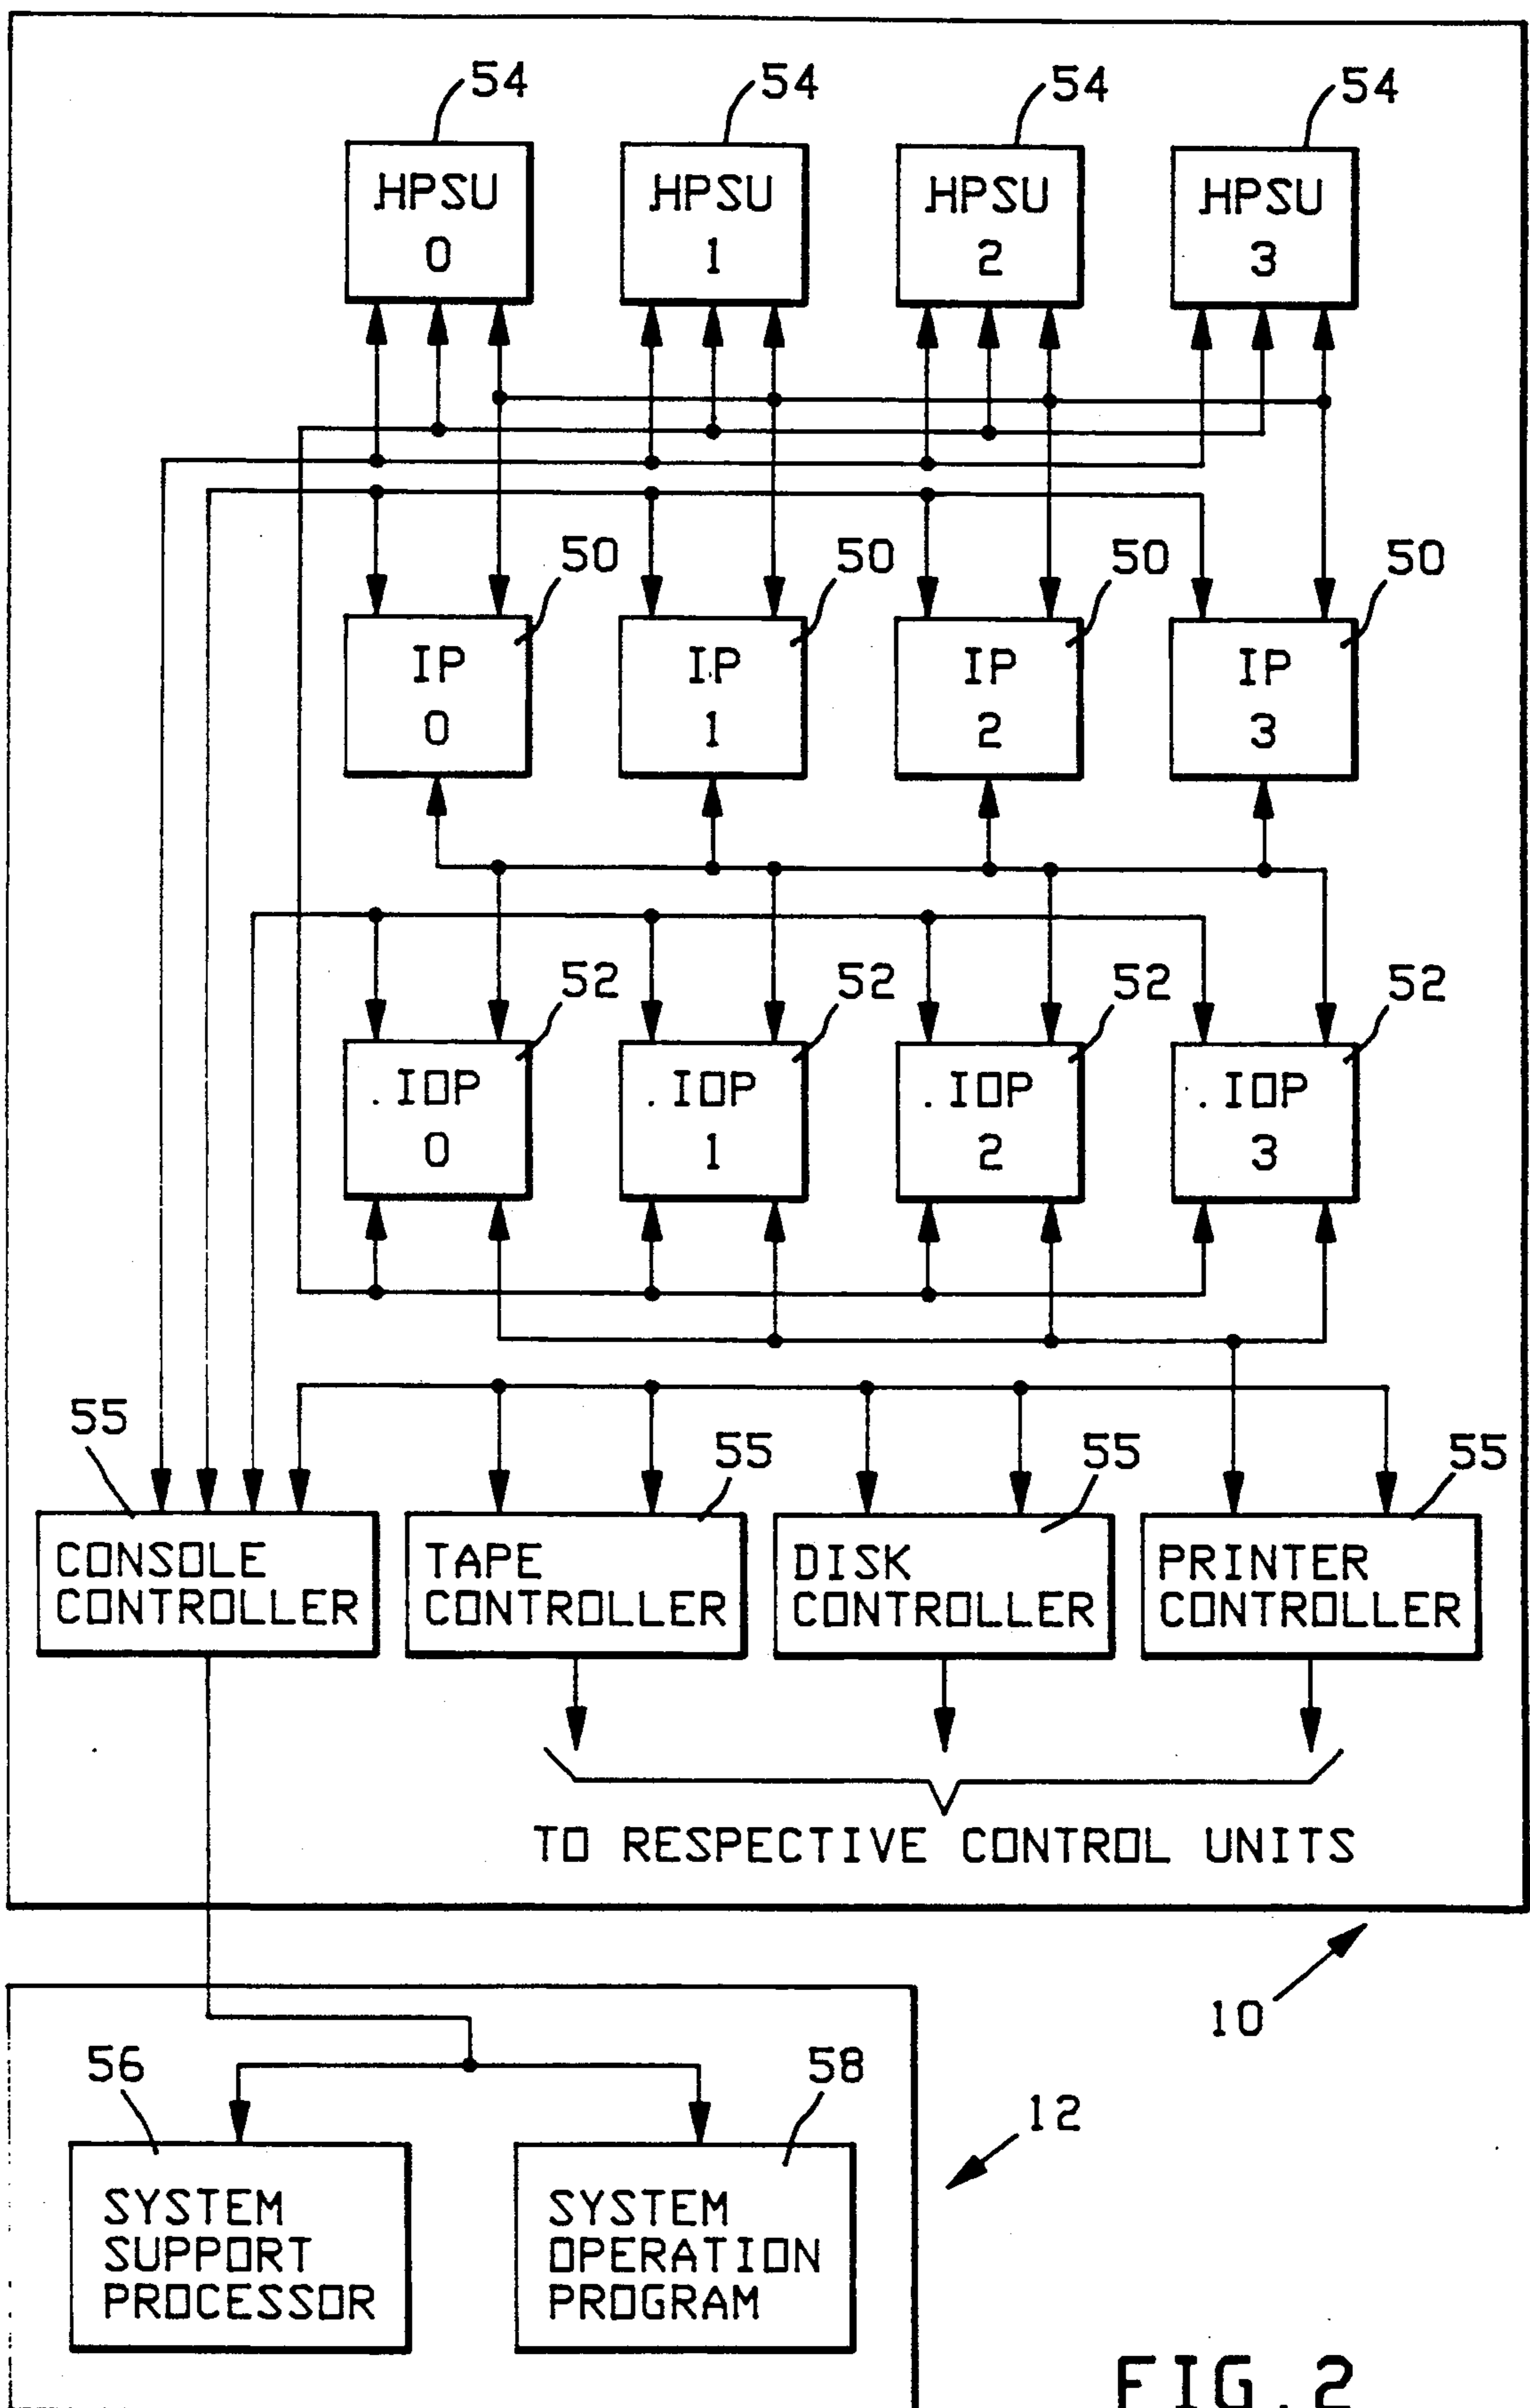 54 54 54 54
HPSU HPSU HPSU HPSU
0 1 2 3
50 50 50 50
IP IP IP IP
0 1 2 3
52 52 52 52
.IOP .IOP .IOP .IOP
0 1 2 3
55 55 55 55
CONSOLE
CONTROLLER
TAPE
CONTROLLER
DISK
CONTROLLER
PRINTER
CONTROLLER
TO RESPECTIVE CONTROL UNITS
10
56 58
12
SYSTEM
SUPPORT
PROCESSOR
SYSTEM
OPERATION
PROGRAM
FIG.2